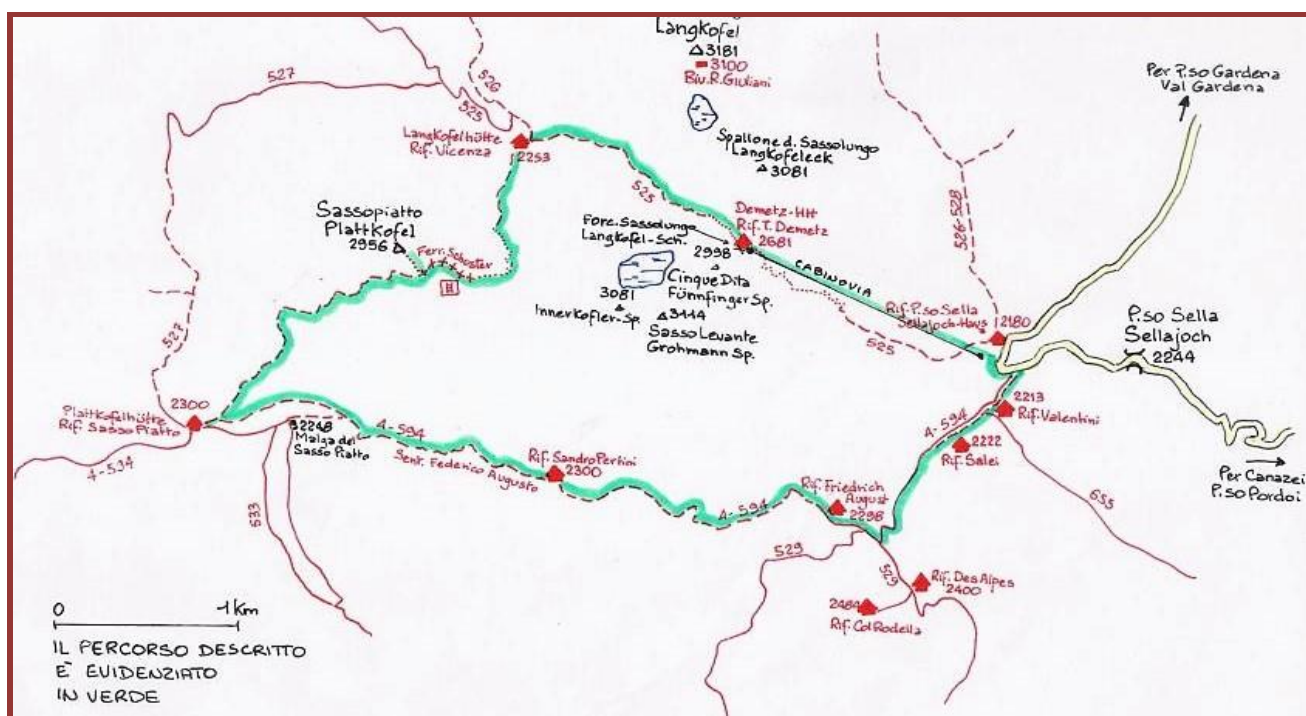 Langkofel
△3181
3100
Biv. R. Giuliani
Per P.so Gardena
Val Gardena
527
526
525
Langkofelhütte
Rif. Vicenza
2253
Spallone d. Sassolungo
Langkofeleck
△3081
525
Demetz-Htt
Rif. T. Demetz
2681
Forc. Sassolungo
Langkofel-Sch.
2998
Cinque Dita
Fünffinger Sp.
CABINOVIA
526-528
Sassopiatto
Plattkofel
2956
Ferr. Schuster
3081
Innerkofler-Sp.
△3114
Sasso Levante
Grohmann Sp.
Rif. P.so Sella
Sellajoch-Haus
2180
525
P.so Sella
Sellajoch
2244
527
Plattkofelhütte
Rif. Sasso Piatto
2300
A-594
2248
Malga del
Sasso Piatto
A-594
Sent. Federico Augusto
Rif. Sandro Pertini
2300
A-594
Rif. Friedrich
August
2298
A-594
2213
Rif. Valentini
2222
Rif. Salei
655
Per Canazei
P.so Pordoi
533
529
529
Rif. Des Alpes
2400
2484
Rif. Col Rodella
0
1 Km
IL PERCORSO DESCRITTO
È EVIDENZIATO
IN VERDE